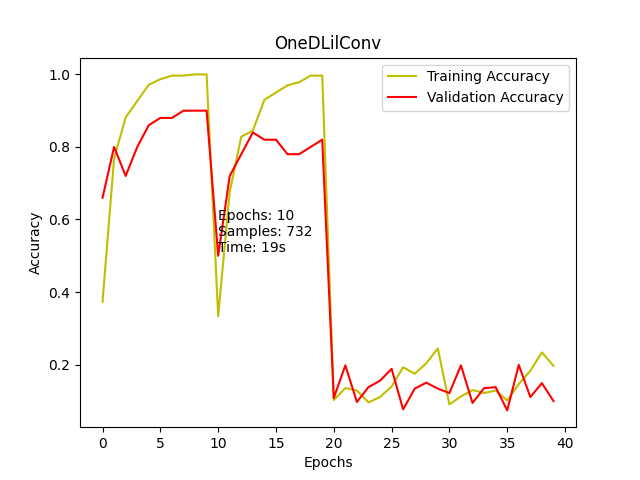 OneDLilConv
Training Accuracy
Validation Accuracy
1.0
0.8
0.6
0.4
0.2
Accuracy
Epochs: 10
Samples: 732
Time: 19s
0 5 10 15 20 25 30 35 40
Epochs